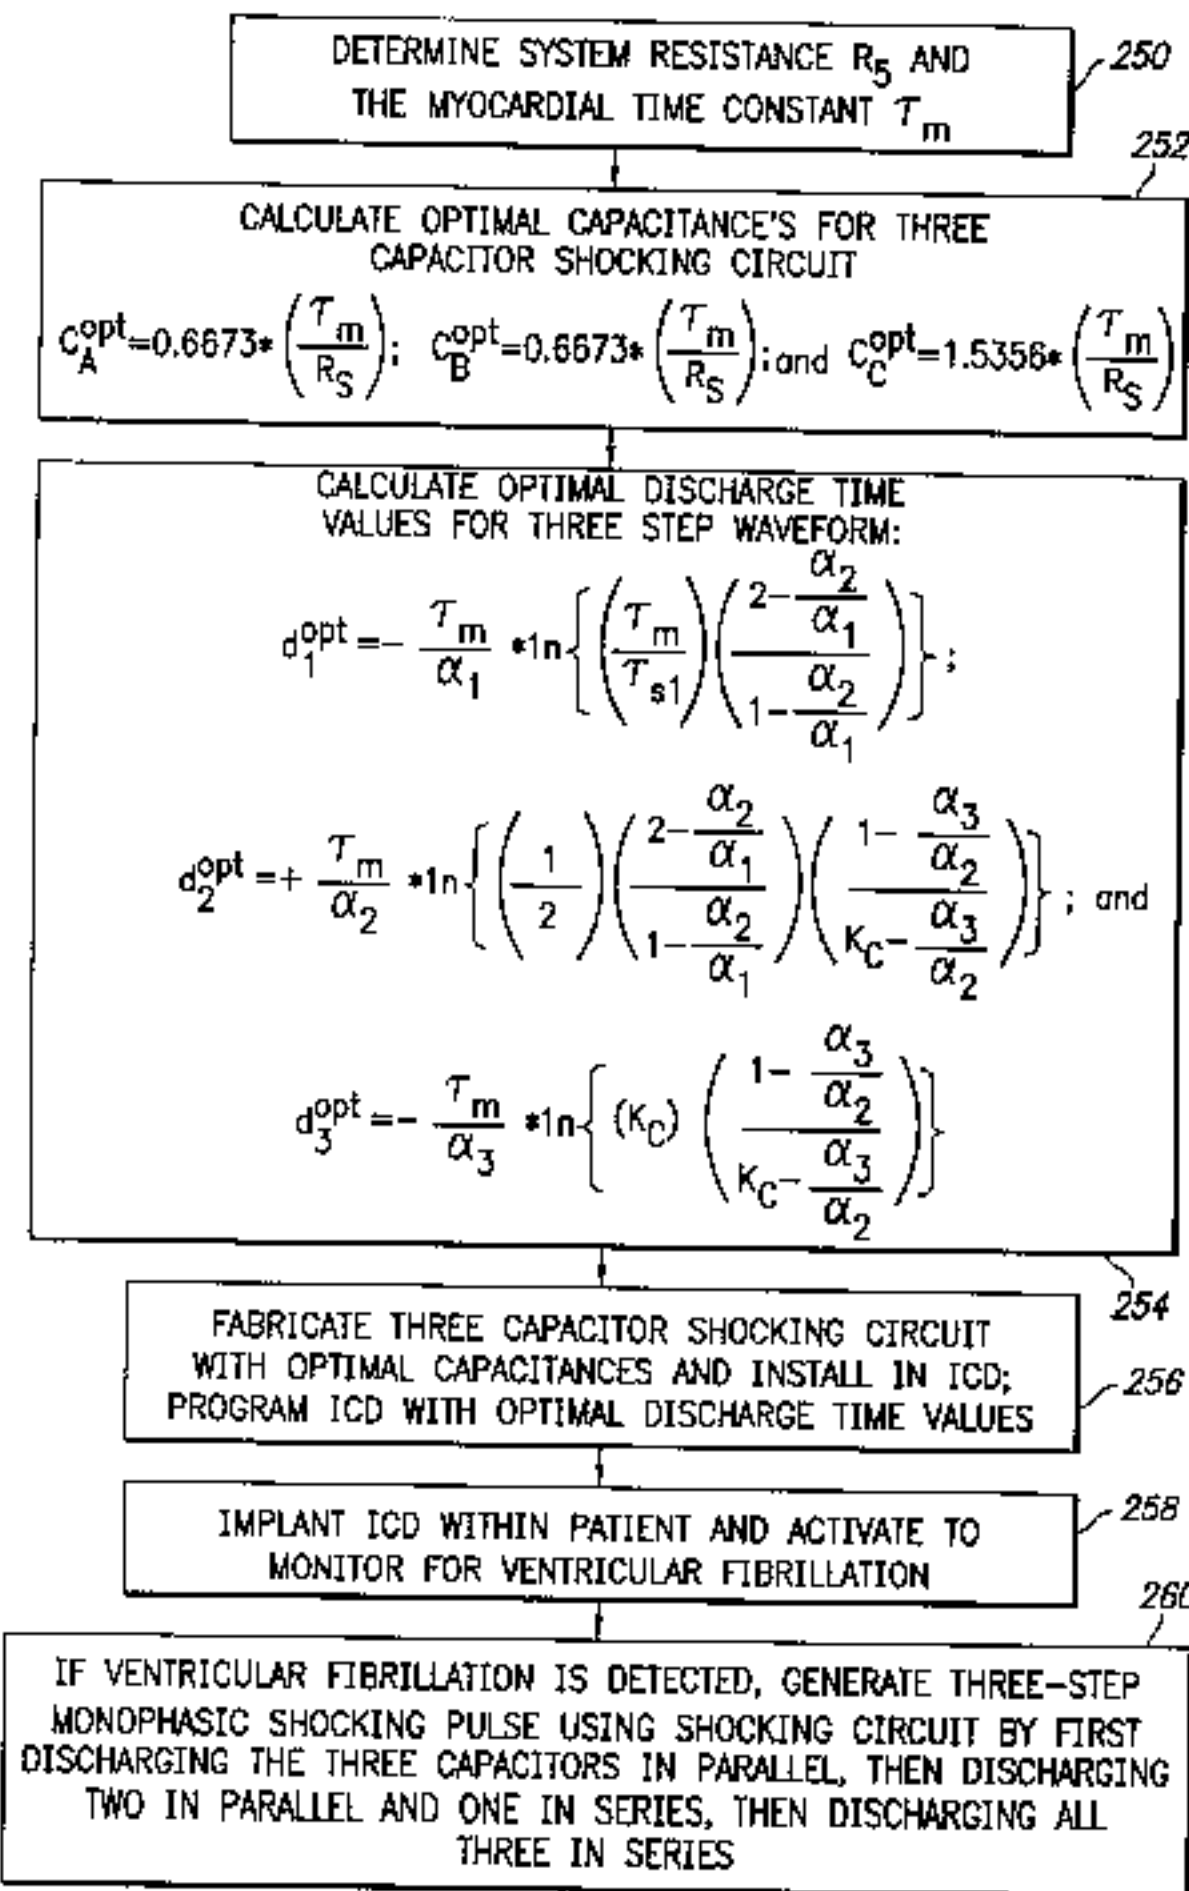 DETERMINE SYSTEM RESISTANCE R5 AND
THE MYOCARDIAL TIME CONSTANT τm
250
252
CALCULATE OPTIMAL CAPACITANCE'S FOR THREE
CAPACITOR SHOCKING CIRCUIT
C_A^opt=0.6673*(τm/RS); C_B^opt=0.6673*(τm/RS); and C_C^opt=1.5356*(τm/RS)
CALCULATE OPTIMAL DISCHARGE TIME
VALUES FOR THREE STEP WAVEFORM:
d_1^opt=- τm/α1 *1n{(τm/τs1)((2-α2/α1)/(1-α2/α1))};
d_2^opt=+ τm/α2 *1n{(1/2)((2-α2/α1)/(1-α2/α1))((1-α3/α2)/(KC-α3/α2))}; and
d_3^opt=- τm/α3 *1n{(KC)((1-α3/α2)/(KC-α3/α2))}
254
FABRICATE THREE CAPACITOR SHOCKING CIRCUIT
WITH OPTIMAL CAPACITANCES AND INSTALL IN ICD;
PROGRAM ICD WITH OPTIMAL DISCHARGE TIME VALUES
256
IMPLANT ICD WITHIN PATIENT AND ACTIVATE TO
MONITOR FOR VENTRICULAR FIBRILLATION
258
260
IF VENTRICULAR FIBRILLATION IS DETECTED, GENERATE THREE-STEP
MONOPHASIC SHOCKING PULSE USING SHOCKING CIRCUIT BY FIRST
DISCHARGING THE THREE CAPACITORS IN PARALLEL, THEN DISCHARGING
TWO IN PARALLEL AND ONE IN SERIES, THEN DISCHARGING ALL
THREE IN SERIES